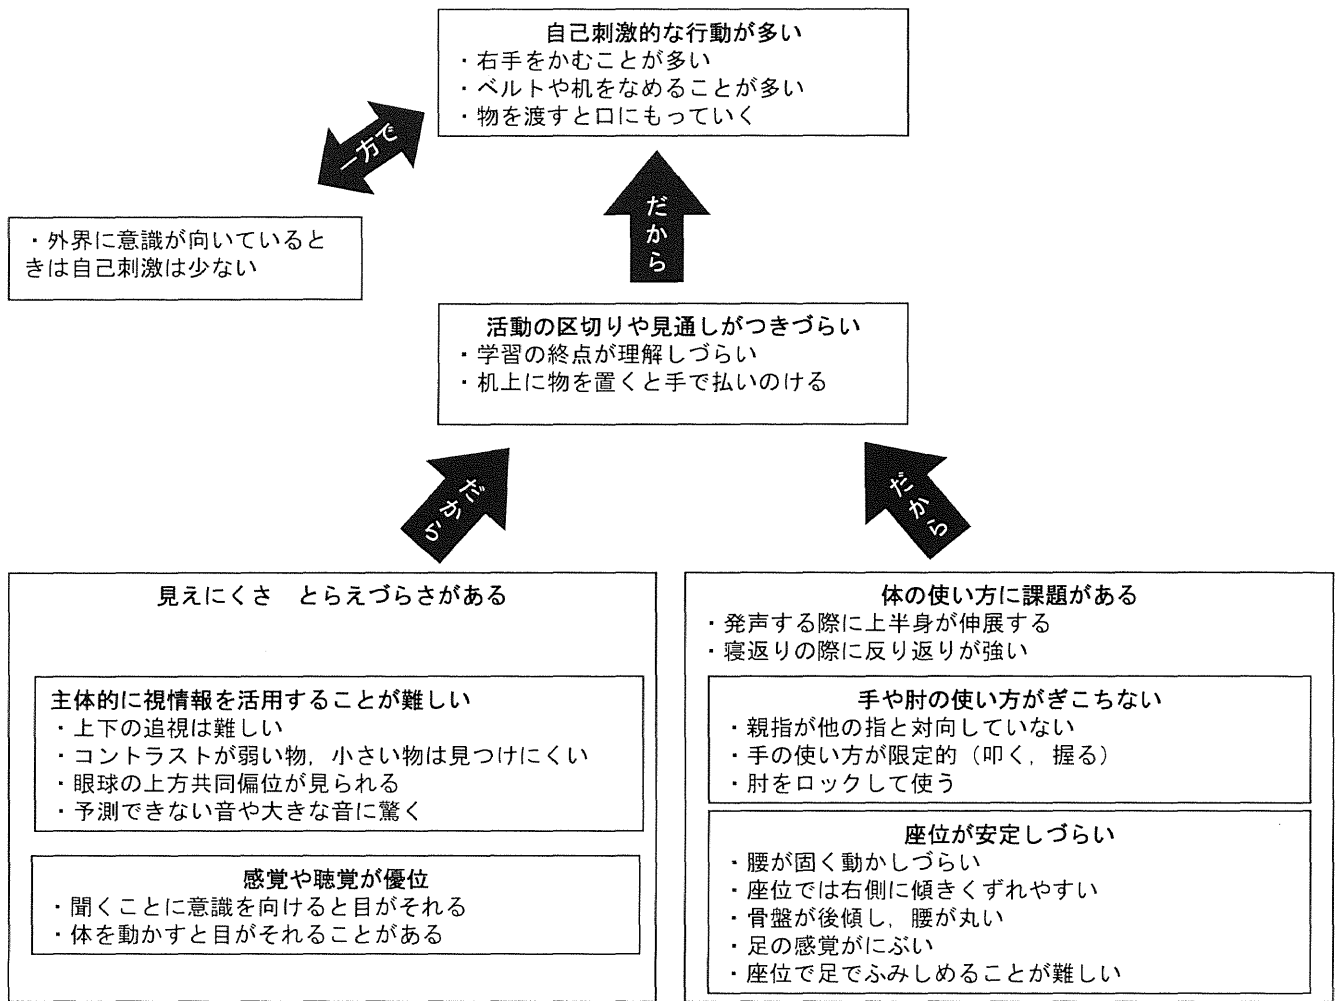 自己刺激的な行動が多い
・右手をかむことが多い
・ベルトや机をなめることが多い
・物を渡すと口にもっていく
一方で
だから
・外界に意識が向いていると
きは自己刺激は少ない
活動の区切りや見通しがつきづらい
・学習の終点が理解しづらい
・机上に物を置くと手で払いのける
だから
だから
見えにくさ　とらえづらさがある
主体的に視情報を活用することが難しい
・上下の追視は難しい
・コントラストが弱い物，小さい物は見つけにくい
・眼球の上方共同偏位が見られる
・予測できない音や大きな音に驚く
感覚や聴覚が優位
・聞くことに意識を向けると目がそれる
・体を動かすと目がそれることがある
体の使い方に課題がある
・発声する際に上半身が伸展する
・寝返りの際に反り返りが強い
手や肘の使い方がぎこちない
・親指が他の指と対向していない
・手の使い方が限定的（叩く，握る）
・肘をロックして使う
座位が安定しづらい
・腰が固く動かしづらい
・座位では右側に傾きくずれやすい
・骨盤が後傾し，腰が丸い
・足の感覚がにぶい
・座位で足でふみしめることが難しい